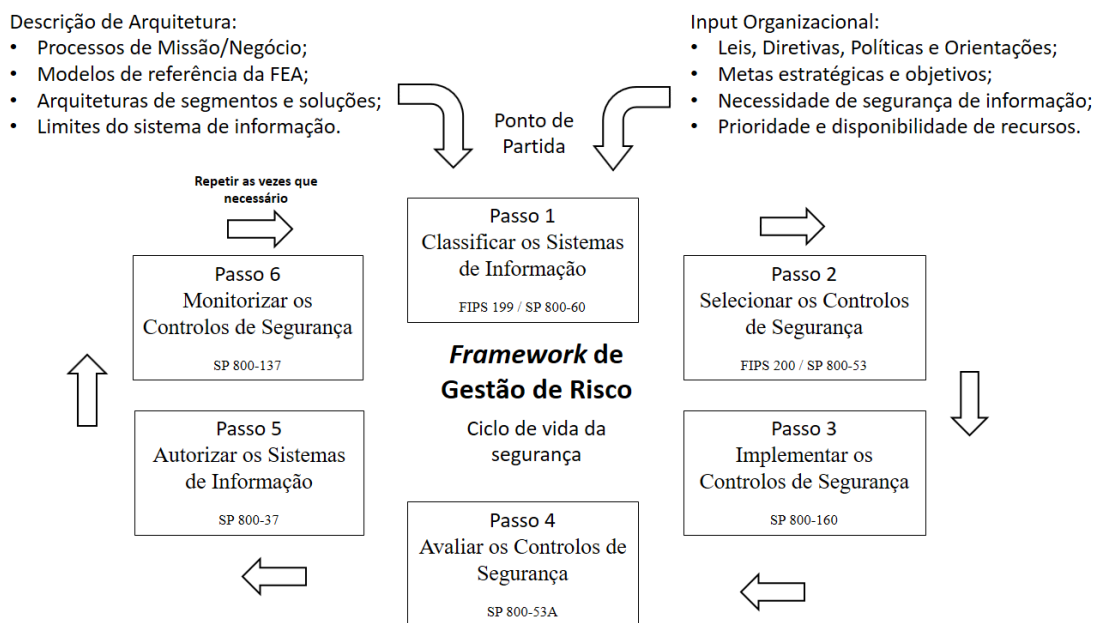 Descrição de Arquitetura:
• Processos de Missão/Negócio;
• Modelos de referência da FEA;
• Arquiteturas de segmentos e soluções;
• Limites do sistema de informação.
Input Organizacional:
• Leis, Diretivas, Políticas e Orientações;
• Metas estratégicas e objetivos;
• Necessidade de segurança de informação;
• Prioridade e disponibilidade de recursos.
Ponto de
Partida
Repetir as vezes que
necessário
Passo 1
Classificar os Sistemas
de Informação
FIPS 199 / SP 800-60
Passo 2
Selecionar os Controlos
de Segurança
FIPS 200 / SP 800-53
Passo 3
Implementar os
Controlos de Segurança
SP 800-160
Passo 4
Avaliar os Controlos de
Segurança
SP 800-53A
Passo 5
Autorizar os Sistemas
de Informação
SP 800-37
Passo 6
Monitorizar os
Controlos de Segurança
SP 800-137
Framework de
Gestão de Risco
Ciclo de vida da
segurança